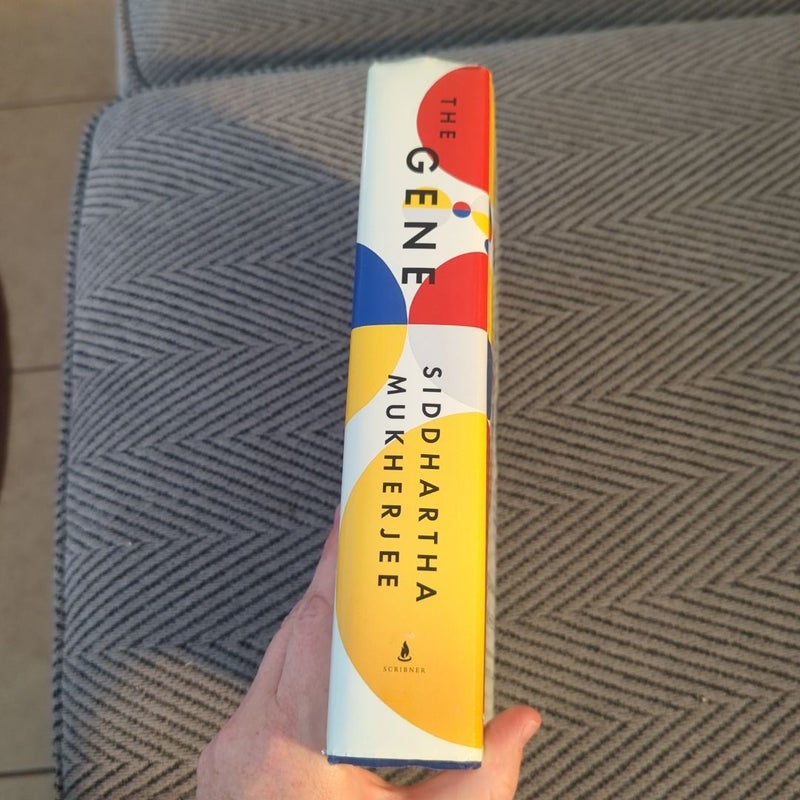 THE
GENE
SIDDHARTHA
MUKHERJEE
SCRIBNER